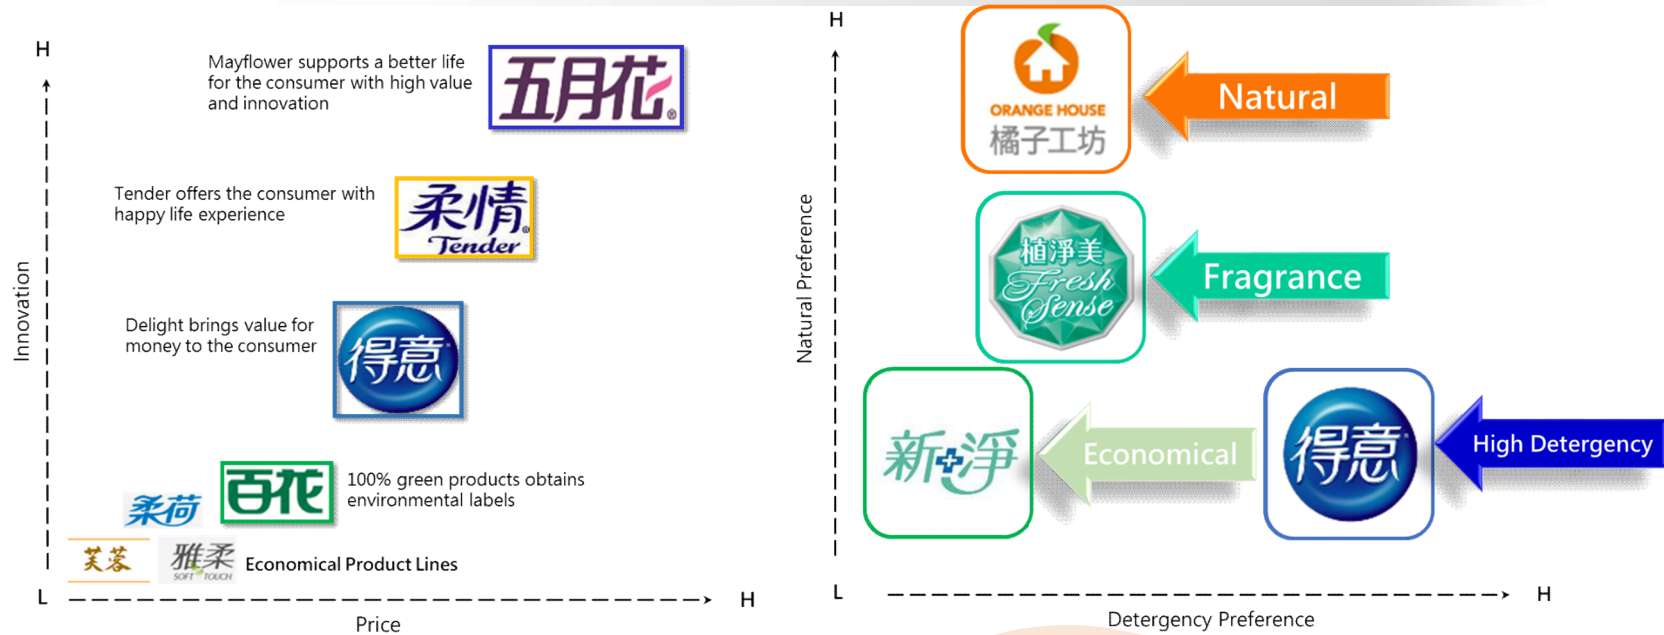 H
Mayflower supports a better life
for the consumer with high value
and innovation
五月花®
Tender offers the consumer with
happy life experience
柔情®
Tender
Innovation
Delight brings value for
money to the consumer
得意
百花
100% green products obtains
environmental labels
柔荷
芙蓉
雅柔
SOFT TOUCH
Economical Product Lines
L
H
Price
H
ORANGE HOUSE
橘子工坊
Natural
Natural Preference
植淨美
Fresh
Sense
Fragrance
新淨
Economical
得意
High Detergency
L
H
Detergency Preference